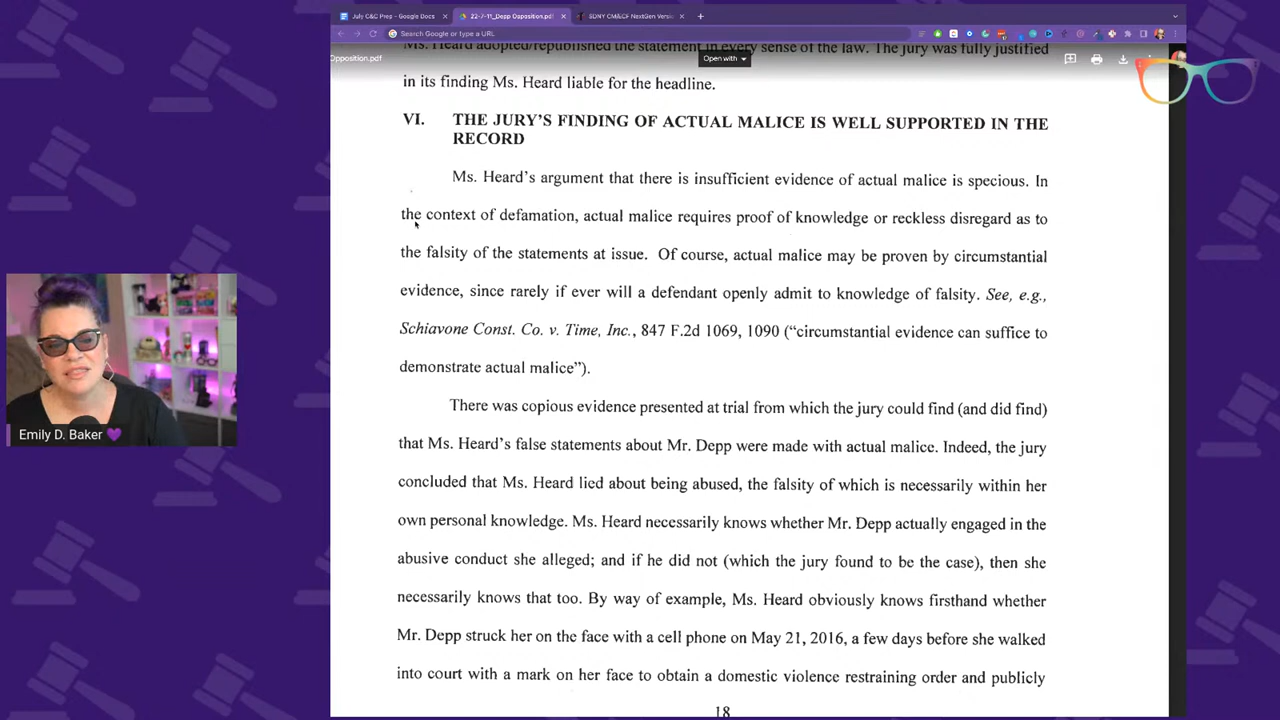 July C&C Prep - Google Docs
22-7-11_Depp Opposition.pdf
SDNY CM&ECF NextGen Versi
Search Google or type a URL
Ms. Heard adopted/republished the statement in every sense of the law. The jury was fully justified
Opposition.pdf
Open with
in its finding Ms. Heard liable for the headline.
VI. THE JURY'S FINDING OF ACTUAL MALICE IS WELL SUPPORTED IN THE
RECORD
Ms. Heard's argument that there is insufficient evidence of actual malice is specious. In
the context of defamation, actual malice requires proof of knowledge or reckless disregard as to
the falsity of the statements at issue. Of course, actual malice may be proven by circumstantial
evidence, since rarely if ever will a defendant openly admit to knowledge of falsity. See, e.g.,
Schiavone Const. Co. v. Time, Inc., 847 F.2d 1069, 1090 ("circumstantial evidence can suffice to
demonstrate actual malice").
There was copious evidence presented at trial from which the jury could find (and did find)
that Ms. Heard's false statements about Mr. Depp were made with actual malice. Indeed, the jury
concluded that Ms. Heard lied about being abused, the falsity of which is necessarily within her
own personal knowledge. Ms. Heard necessarily knows whether Mr. Depp actually engaged in the
abusive conduct she alleged; and if he did not (which the jury found to be the case), then she
necessarily knows that too. By way of example, Ms. Heard obviously knows firsthand whether
Mr. Depp struck her on the face with a cell phone on May 21, 2016, a few days before she walked
into court with a mark on her face to obtain a domestic violence restraining order and publicly
18
Emily D. Baker 💜